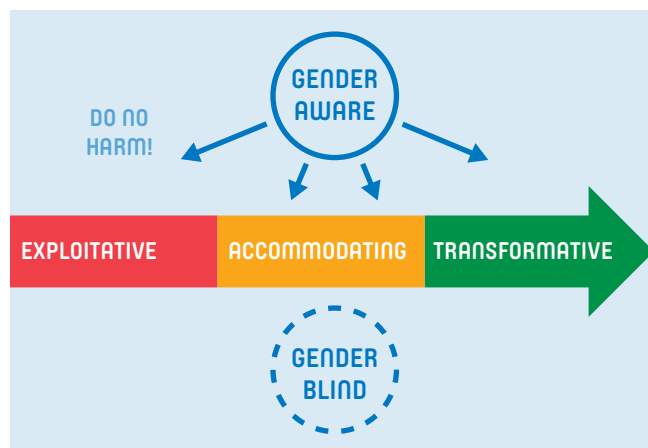 GENDER
AWARE
DO NO
HARM!
EXPLOITATIVE
ACCOMMODATING
TRANSFORMATIVE
GENDER
BLIND